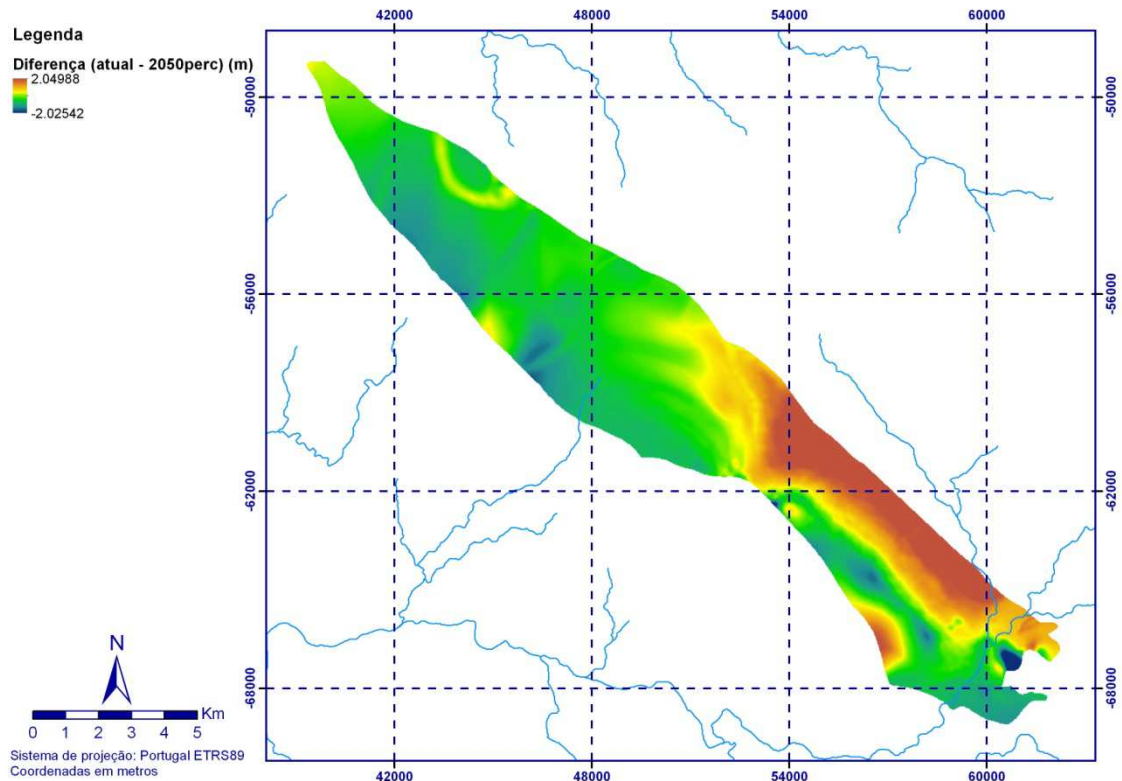 42000 48000 54000 60000
Legenda
Diferença (atual - 2050perc) (m)
2.04988
-2.02542
-50000 -50000
-56000 -56000
-62000 -62000
-68000 -68000
N
0 1 2 3 4 5 Km
Sistema de projeção: Portugal ETRS89
Coordenadas em metros
42000 48000 54000 60000